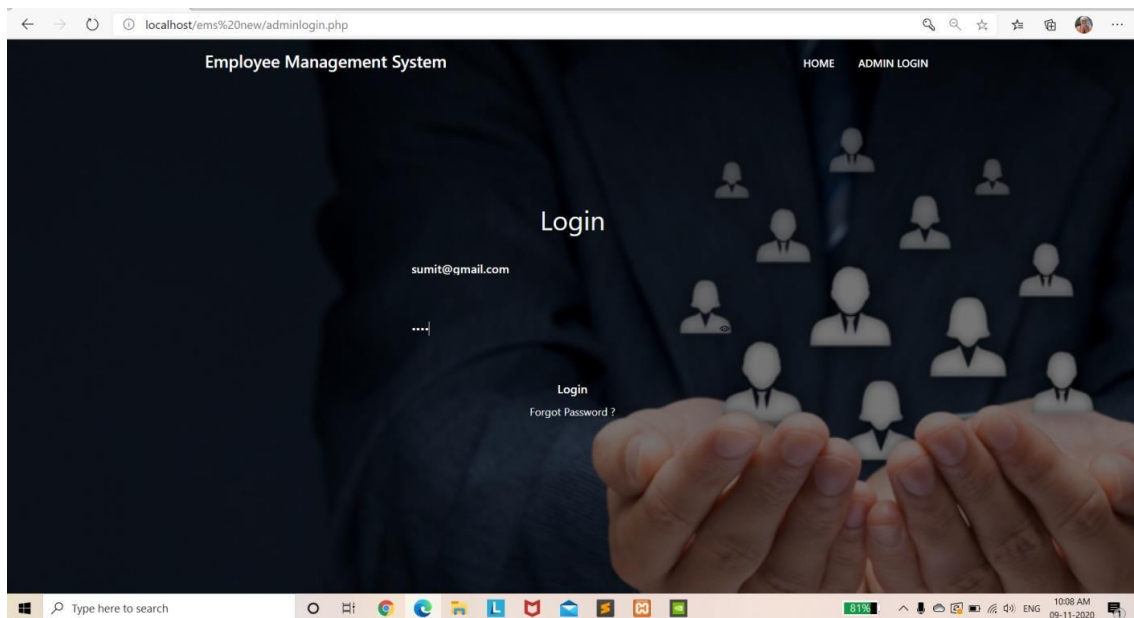 localhost/ems%20new/adminlogin.php
Employee Management System
HOME ADMIN LOGIN
Login
sumit@gmail.com
••••
Login
Forgot Password ?
Type here to search
L
81%
ENG
10:08 AM
09-11-2020
1